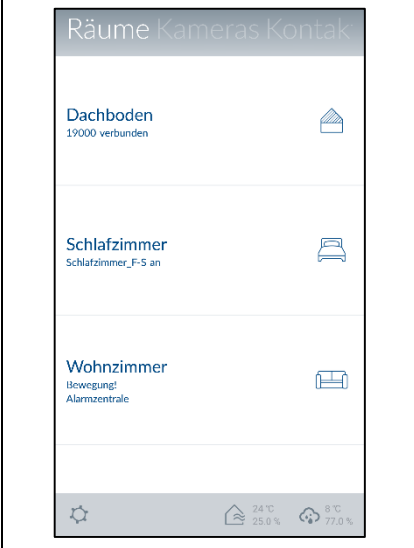 Räume Kameras Kontak
Dachboden
19000 verbunden
Schlafzimmer
Schlafzimmer_F-5 an
Wohnzimmer
Bewegung!
Alarmzentrale
24 °C 8 °C
25.0 % 77.0 %